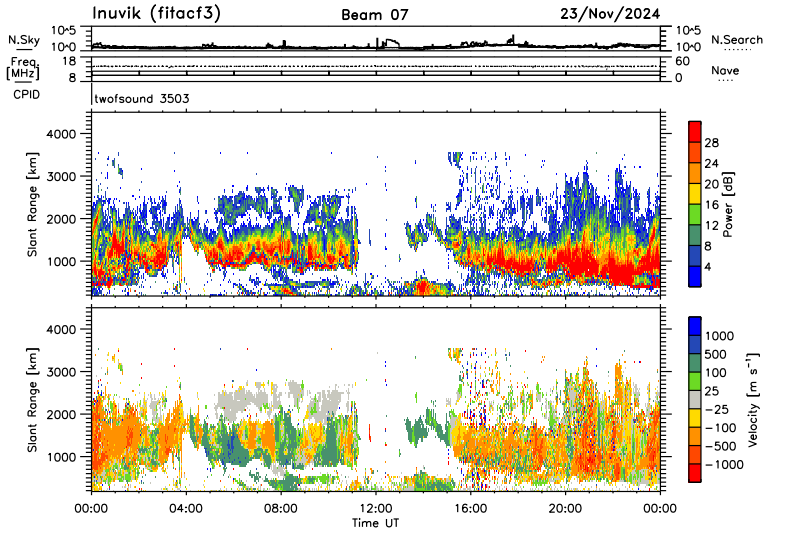 Inuvik (fitacf3) Beam 07 23/Nov/2024
N.Sky 10^5 10^0 10^5 10^0 N.Search
Freq. [MHz] 18 8 60 0 Nave
CPID twofsound 3503
Slant Range [km] 4000 3000 2000 1000
Power [dB] 28 24 20 16 12 8 4
Slant Range [km] 4000 3000 2000 1000
Velocity [m s⁻¹] 1000 500 100 25 −25 −100 −500 −1000
00:00 04:00 08:00 12:00 16:00 20:00 00:00
Time UT